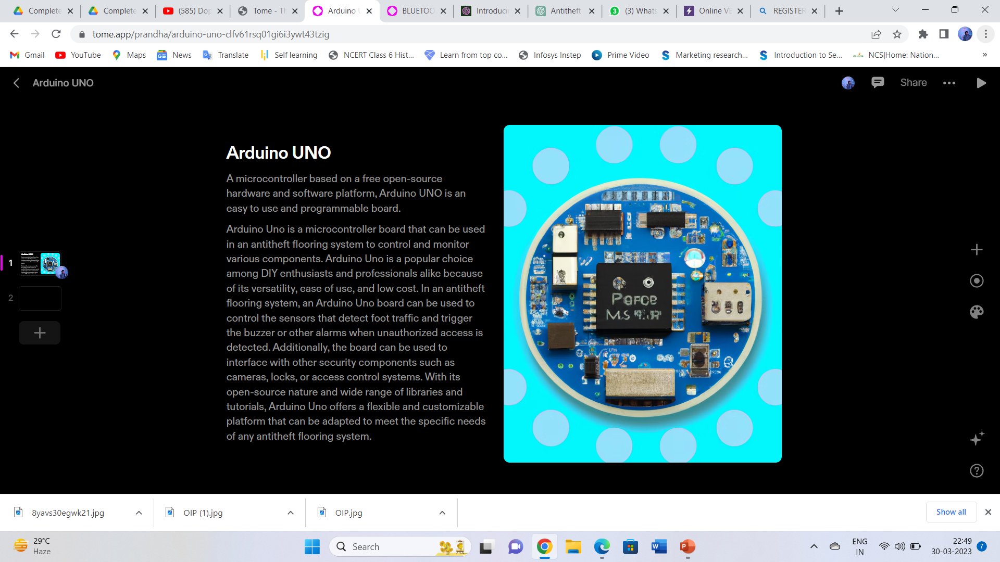 Complete
Complete
(585) Dop
Tome - Th
Arduino U
BLUETOO
Introduci
Antitheft
(3) Whats
Online VE
REGISTER
tome.app/prandha/arduino-uno-clfv61rsq01gi6i3ywt43tzig
Gmail
YouTube
Maps
News
Translate
Self learning
NCERT Class 6 Hist...
Learn from top co...
Infosys Instep
Prime Video
Marketing research...
Introduction to Se...
NCS|Home: Nation...
»
Arduino UNO
Share
Arduino UNO
A microcontroller based on a free open-source
hardware and software platform, Arduino UNO is an
easy to use and programmable board.
Arduino Uno is a microcontroller board that can be used
in an antitheft flooring system to control and monitor
various components. Arduino Uno is a popular choice
among DIY enthusiasts and professionals alike because
of its versatility, ease of use, and low cost. In an antitheft
flooring system, an Arduino Uno board can be used to
control the sensors that detect foot traffic and trigger
the buzzer or other alarms when unauthorized access is
detected. Additionally, the board can be used to
interface with other security components such as
cameras, locks, or access control systems. With its
open-source nature and wide range of libraries and
tutorials, Arduino Uno offers a flexible and customizable
platform that can be adapted to meet the specific needs
of any antitheft flooring system.
1
2
8yavs30egwk21.jpg
OIP (1).jpg
OIP.jpg
Show all
29°C
Haze
Search
ENG
IN
22:49
30-03-2023
7